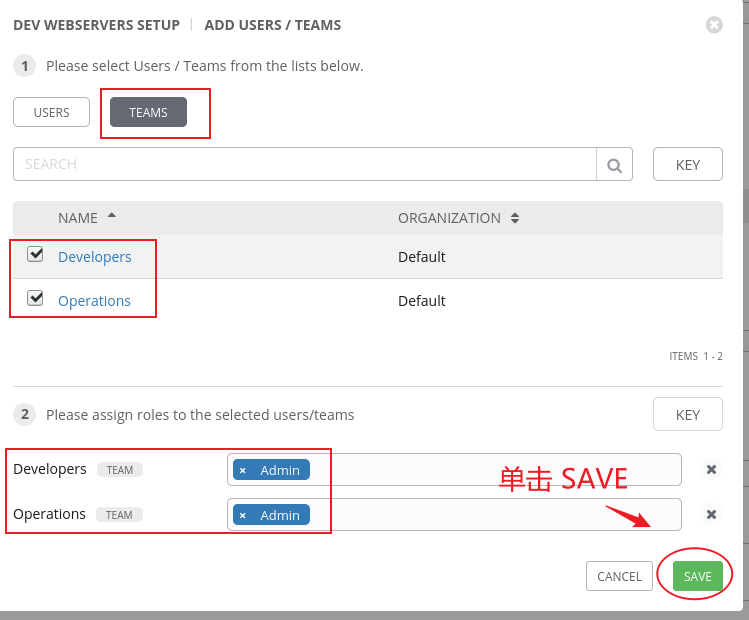 DEV WEBSERVERS SETUP | ADD USERS / TEAMS
1 Please select Users / Teams from the lists below.
USERS TEAMS
SEARCH KEY
NAME ORGANIZATION
Developers Default
Operations Default
ITEMS 1 - 2
2 Please assign roles to the selected users/teams KEY
Developers TEAM × Admin
单击 SAVE
Operations TEAM × Admin
CANCEL SAVE